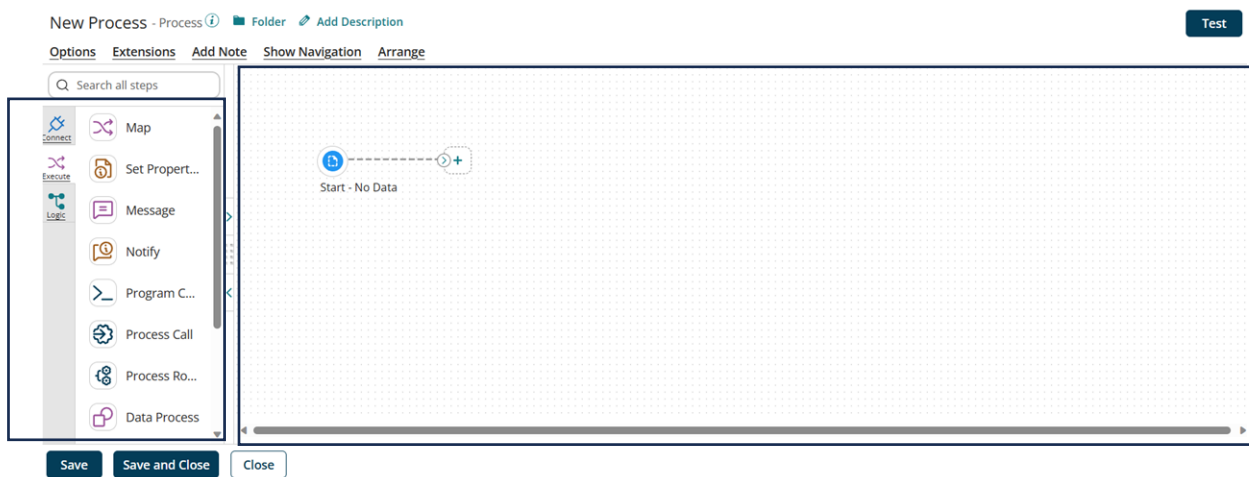 New Process - Process Folder Add Description
Test
Options Extensions Add Note Show Navigation Arrange
Search all steps
Connect
Execute
Logic
Map
Set Propert...
Message
Notify
Program C...
Process Call
Process Ro...
Data Process
Start - No Data
Save Save and Close Close